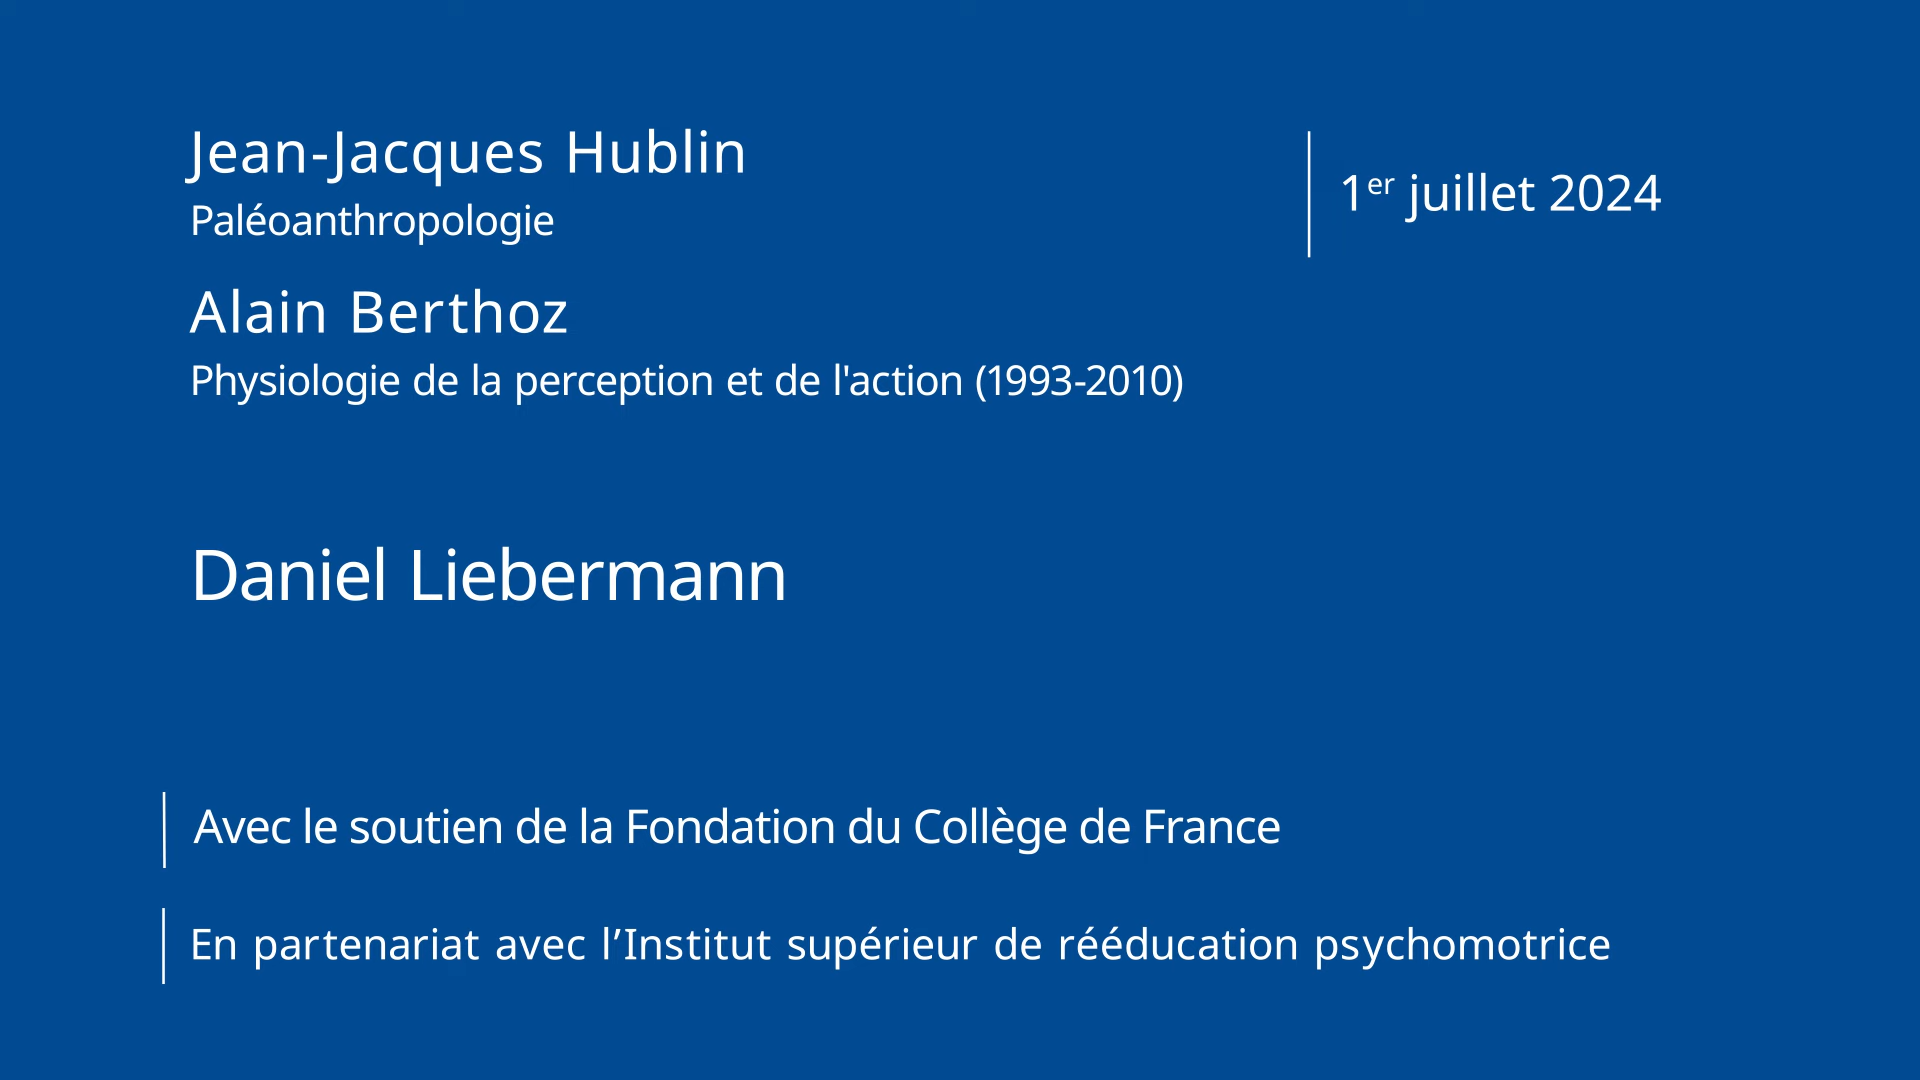 Jean-Jacques Hublin
Paléoanthropologie
1er juillet 2024
Alain Berthoz
Physiologie de la perception et de l'action (1993-2010)
Daniel Liebermann
Avec le soutien de la Fondation du Collège de France
En partenariat avec l’Institut supérieur de rééducation psychomotrice